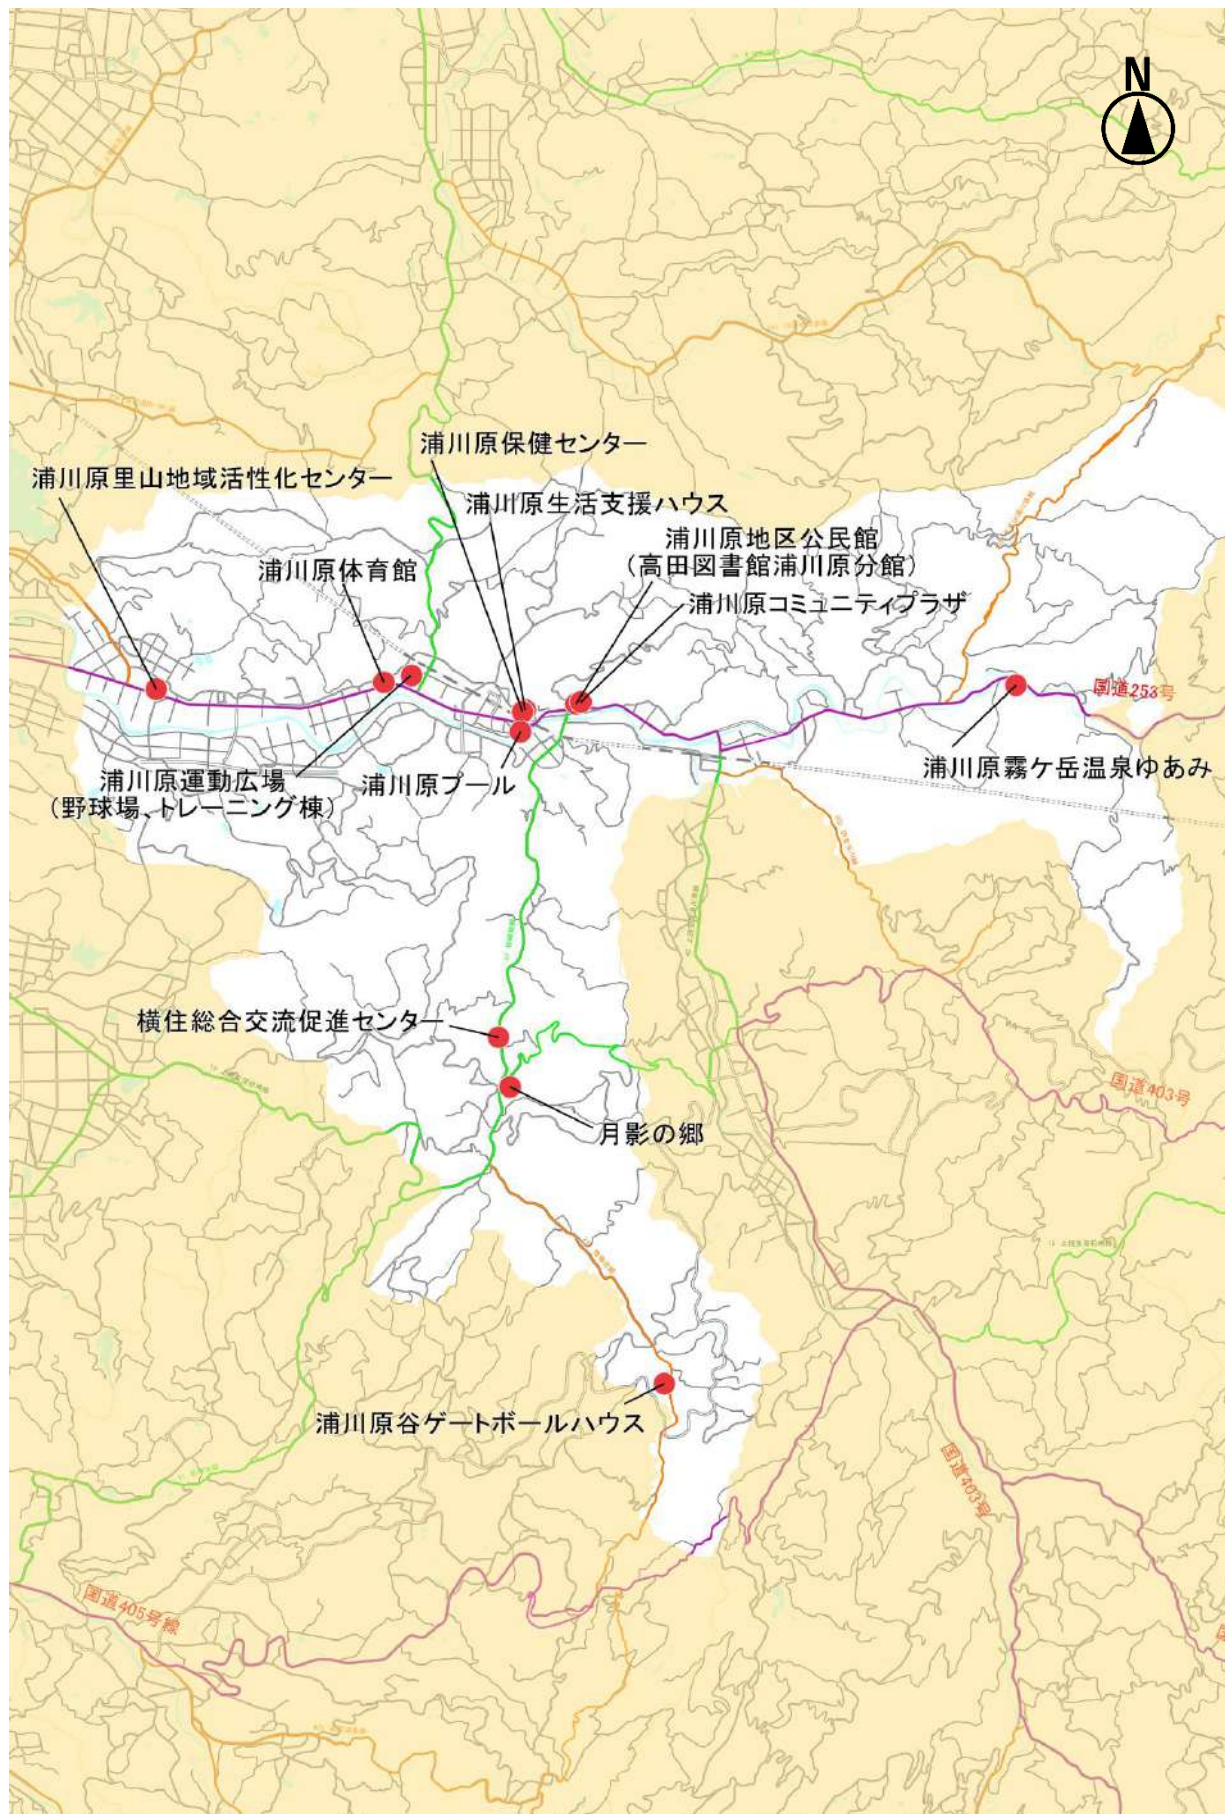 N
浦川原保健センター
浦川原里山地域活性化センター
浦川原生活支援ハウス
浦川原地区公民館
(高田図書館浦川原分館)
浦川原体育館
浦川原コミュニティプラザ
国道253号
浦川原霧ケ岳温泉ゆあみ
浦川原運動広場
(野球場、トレーニング棟)
浦川原プール
横住総合交流促進センター
国道403号
月影の郷
浦川原谷ゲートボールハウス
国道403号
国道405号線